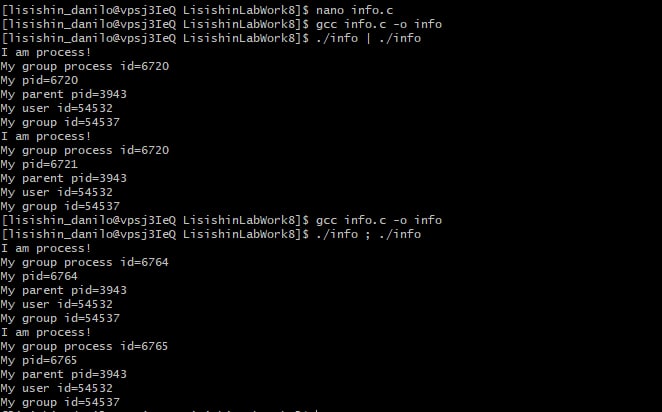 [lisishin_danilo@vpsj3IeQ LisishinLabWork8]$ nano info.c
[lisishin_danilo@vpsj3IeQ LisishinLabWork8]$ gcc info.c -o info
[lisishin_danilo@vpsj3IeQ LisishinLabWork8]$ ./info | ./info
I am process!
My group process id=6720
My pid=6720
My parent pid=3943
My user id=54532
My group id=54537
I am process!
My group process id=6720
My pid=6721
My parent pid=3943
My user id=54532
My group id=54537
[lisishin_danilo@vpsj3IeQ LisishinLabWork8]$ gcc info.c -o info
[lisishin_danilo@vpsj3IeQ LisishinLabWork8]$ ./info ; ./info
I am process!
My group process id=6764
My pid=6764
My parent pid=3943
My user id=54532
My group id=54537
I am process!
My group process id=6765
My pid=6765
My parent pid=3943
My user id=54532
My group id=54537